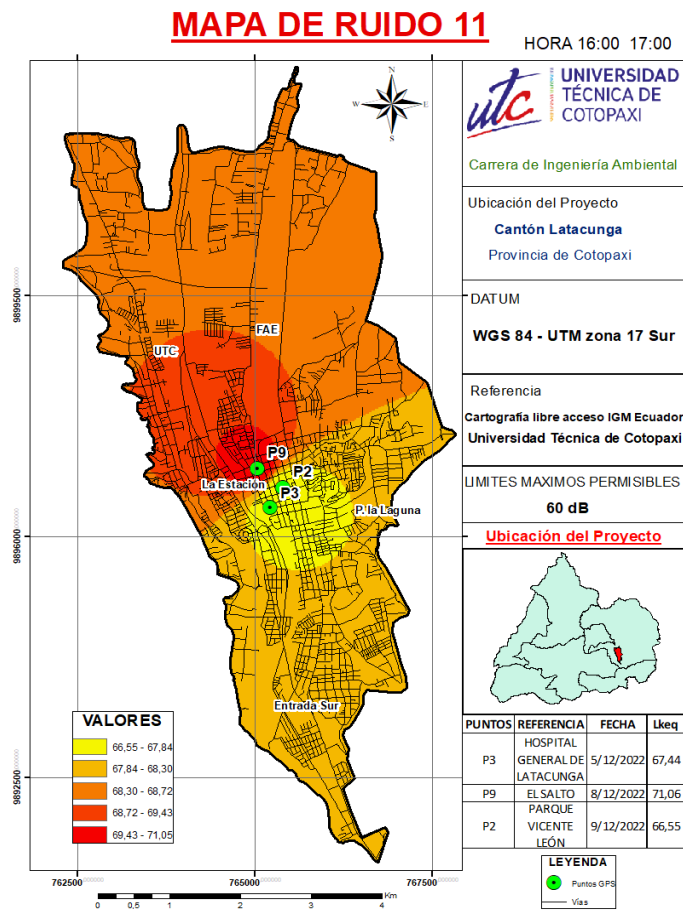 MAPA DE RUIDO 11
HORA 16:00 17:00
N
W
E
S
utc
UNIVERSIDAD
TÉCNICA DE
COTOPAXI
Carrera de Ingeniería Ambiental
Ubicación del Proyecto
Cantón Latacunga
Provincia de Cotopaxi
DATUM
WGS 84 - UTM zona 17 Sur
Referencia
Cartografía libre acceso IGM Ecuador
Universidad Técnica de Cotopaxi
LIMITES MAXIMOS PERMISIBLES
60 dB
Ubicación del Proyecto
FAE
UTC
P9
P2
La Estación
P3
P. la Laguna
Entrada Sur
9899500
9896000
9892500
762500
765000
767500
VALORES
66,55 - 67,84
67,84 - 68,30
68,30 - 68,72
68,72 - 69,43
69,43 - 71,05
Km
0 0,5 1 2 3 4
PUNTOS REFERENCIA FECHA Lkeq
P3 HOSPITAL GENERAL DE LATACUNGA 5/12/2022 67,44
P9 EL SALTO 8/12/2022 71,06
P2 PARQUE VICENTE LEÓN 9/12/2022 66,55
LEYENDA
Puntos GPS
Vías